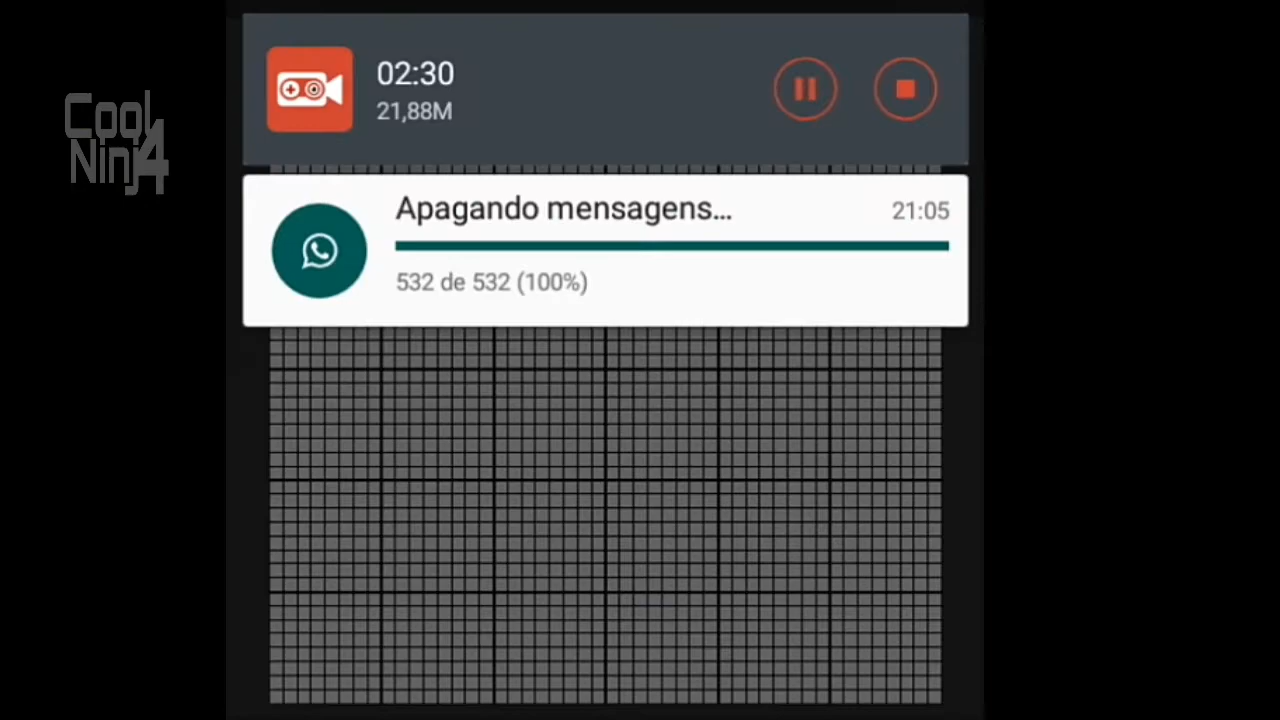 Cool
Ninj4
02:30
21,88M
Apagando mensagens...
21:05
532 de 532 (100%)